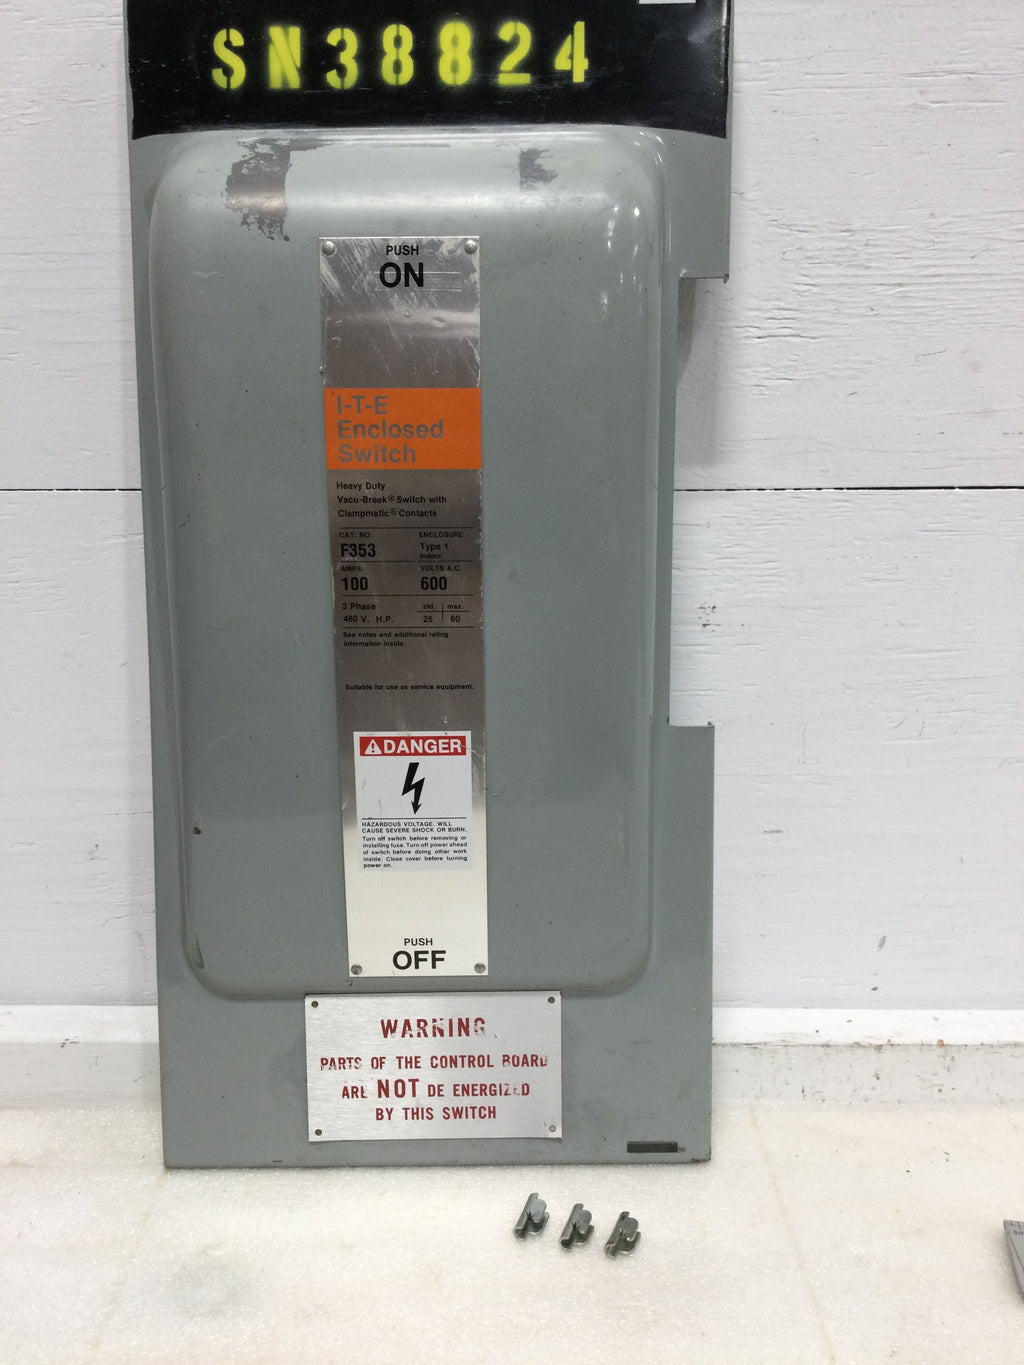 SN38824
PUSH
ON
I-T-E
Enclosed
Switch
Heavy Duty
Vacu-Break® Switch with
Clampmatic® Contacts
CAT. NO ENCLOSURE
F353 Type 1
Indoor
AMPS. VOLTS A.C.
100 600
3 Phase std. max.
480 V. H.P. 25 60
See notes and additional rating
information inside.
Suitable for use as service equipment.
DANGER
HAZARDOUS VOLTAGE. WILL
CAUSE SEVERE SHOCK OR BURN.
Turn off switch before removing or
installing fuse. Turn off power ahead
of switch before doing other work
inside. Close cover before turning
power on.
PUSH
OFF
WARNING
PARTS OF THE CONTROL BOARD
ARE NOT DE ENERGIZED
BY THIS SWITCH